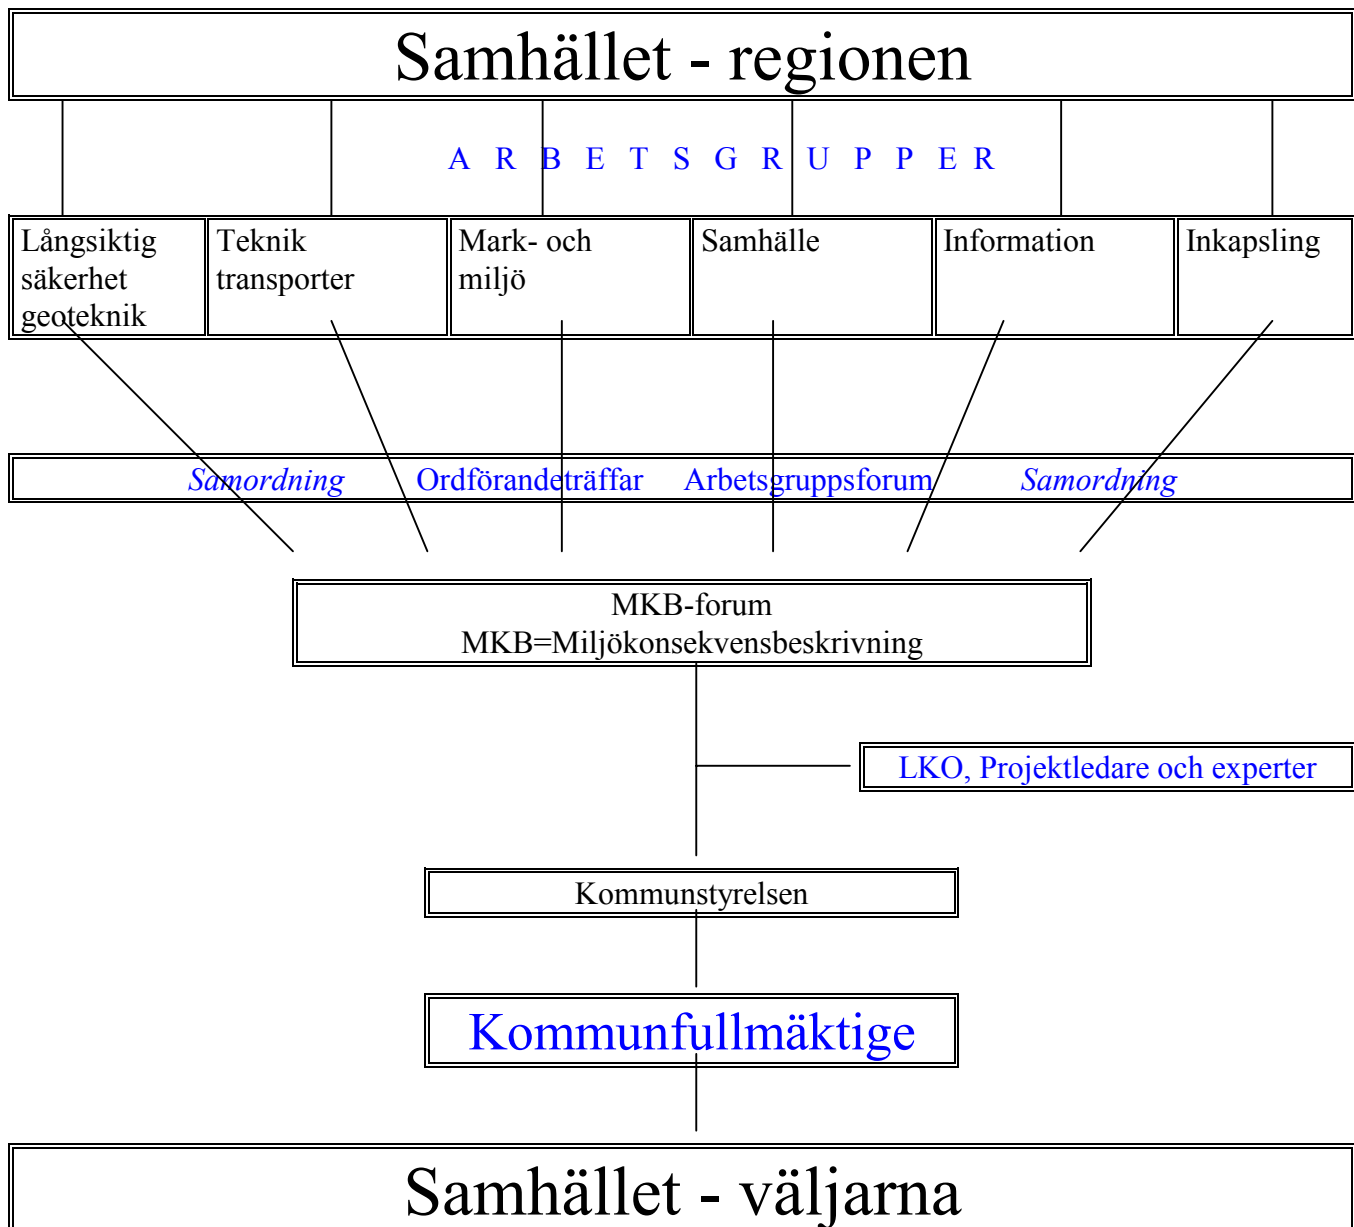 Samhället - regionen
A R B E T S G R U P P E R
Långsiktig
säkerhet
geoteknik
Teknik
transporter
Mark- och
miljö
Samhälle
Information
Inkapsling
Samordning Ordförandeträffar Arbetsgruppsforum Samordning
MKB-forum
MKB=Miljökonsekvensbeskrivning
LKO, Projektledare och experter
Kommunstyrelsen
Kommunfullmäktige
Samhället - väljarna